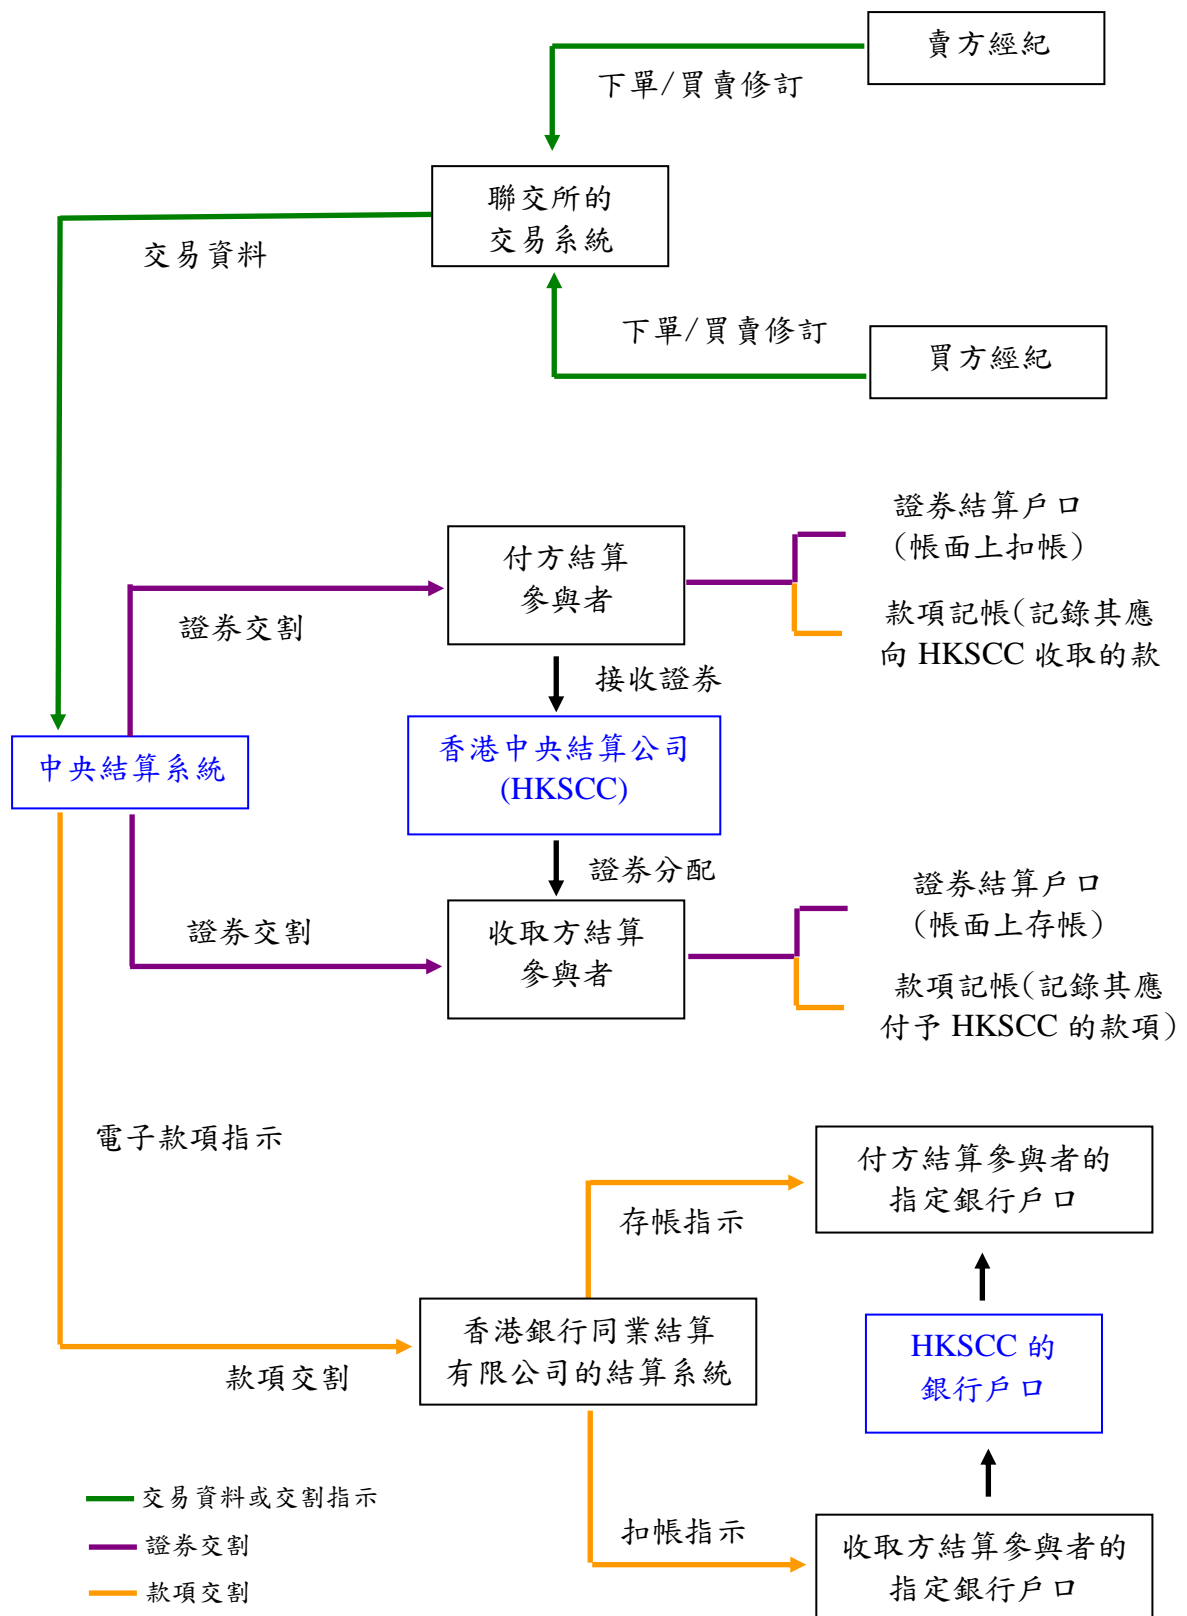 賣方經紀
下單/買賣修訂
聯交所的
交易系統
交易資料
下單/買賣修訂
買方經紀
證券結算戶口
(帳面上扣帳)
付方結算
參與者
證券交割
款項記帳(記錄其應
向 HKSCC 收取的款
接收證券
中央結算系統
香港中央結算公司
(HKSCC)
證券分配
證券結算戶口
(帳面上存帳)
證券交割
收取方結算
參與者
款項記帳(記錄其應
付予 HKSCC 的款項)
電子款項指示
付方結算參與者的
指定銀行戶口
存帳指示
香港銀行同業結算
有限公司的結算系統
款項交割
HKSCC 的
銀行戶口
交易資料或交割指示
證券交割
款項交割
扣帳指示
收取方結算參與者的
指定銀行戶口